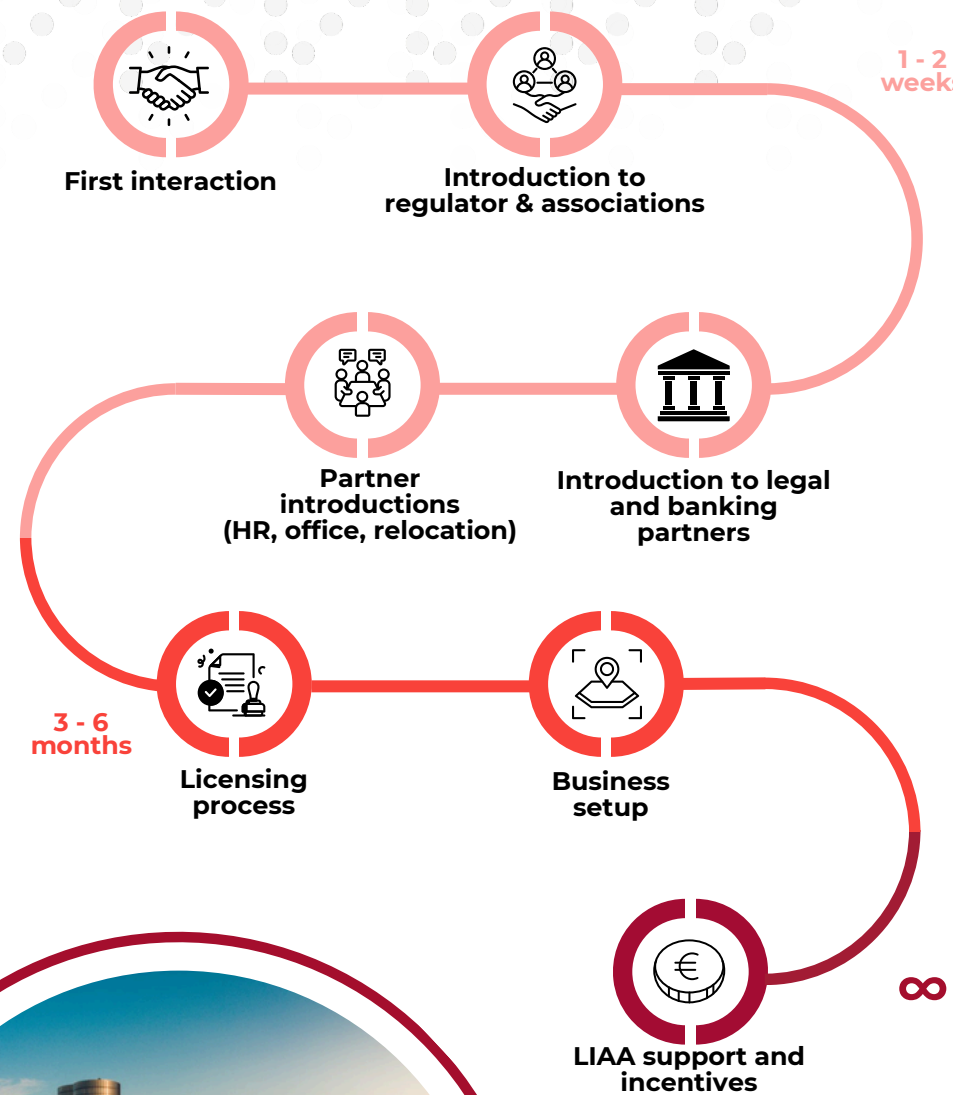 First interaction
Introduction to
regulator & associations
1 - 2
Introduction to legal
and banking
partners
Partner
introductions
(HR, office, relocation)
3 - 6
months
Licensing
process
Business
setup
∞
LIAA support and
incentives